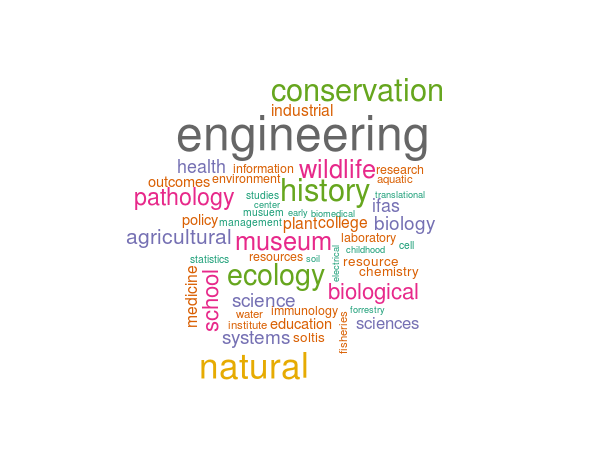 conservation
industrial
engineering
health information wildlife research
outcomes environment aquatic
pathology studies history translational
center ifas
musuem early biomedical
policy management plant college biology
agricultural museum laboratory
childhood cell
statistics resources soil electrical resource
ecology chemistry
medicine school science biological
water immunology forrestry
institute education sciences
systems soltis fisheries
natural